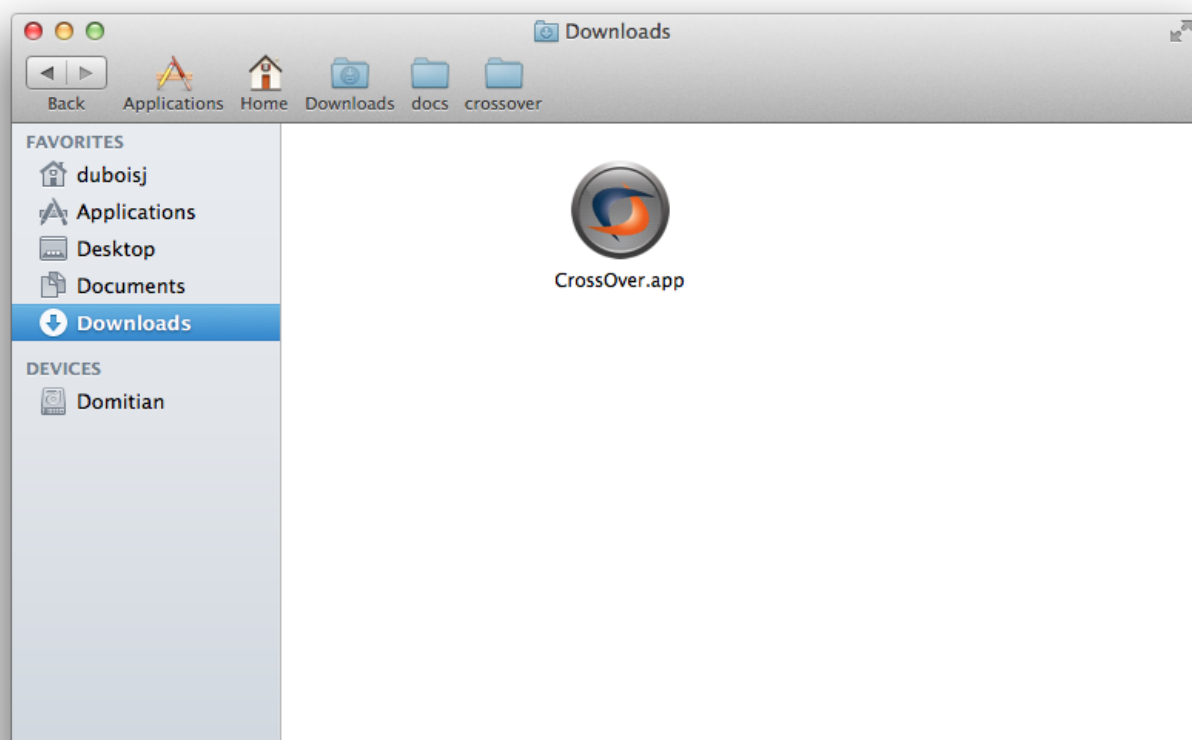 Downloads
Back Applications Home Downloads docs crossover
FAVORITES
duboisj
Applications
Desktop
Documents
Downloads
DEVICES
Domitian
CrossOver.app